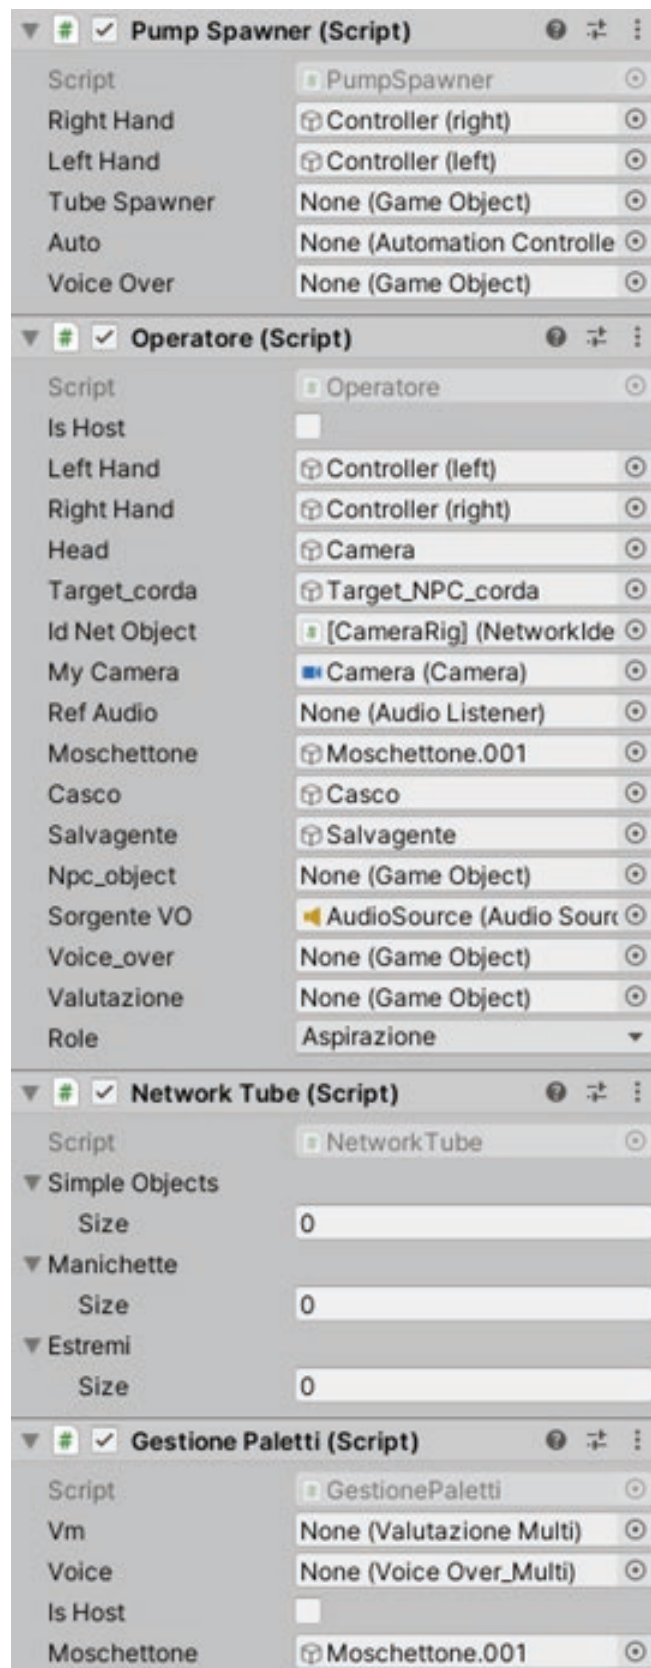 Pump Spawner (Script)
Script PumpSpawner
Right Hand Controller (right)
Left Hand Controller (left)
Tube Spawner None (Game Object)
Auto None (Automation Controlle
Voice Over None (Game Object)
Operatore (Script)
Script Operatore
Is Host
Left Hand Controller (left)
Right Hand Controller (right)
Head Camera
Target_corda Target_NPC_corda
Id Net Object [CameraRig] (NetworkIde
My Camera Camera (Camera)
Ref Audio None (Audio Listener)
Moschettone Moschettone.001
Casco Casco
Salvagente Salvagente
Npc_object None (Game Object)
Sorgente VO AudioSource (Audio Sourc
Voice_over None (Game Object)
Valutazione None (Game Object)
Role Aspirazione
Network Tube (Script)
Script NetworkTube
Simple Objects
Size 0
Manichette
Size 0
Estremi
Size 0
Gestione Paletti (Script)
Script GestionePaletti
Vm None (Valutazione Multi)
Voice None (Voice Over_Multi)
Is Host
Moschettone Moschettone.001